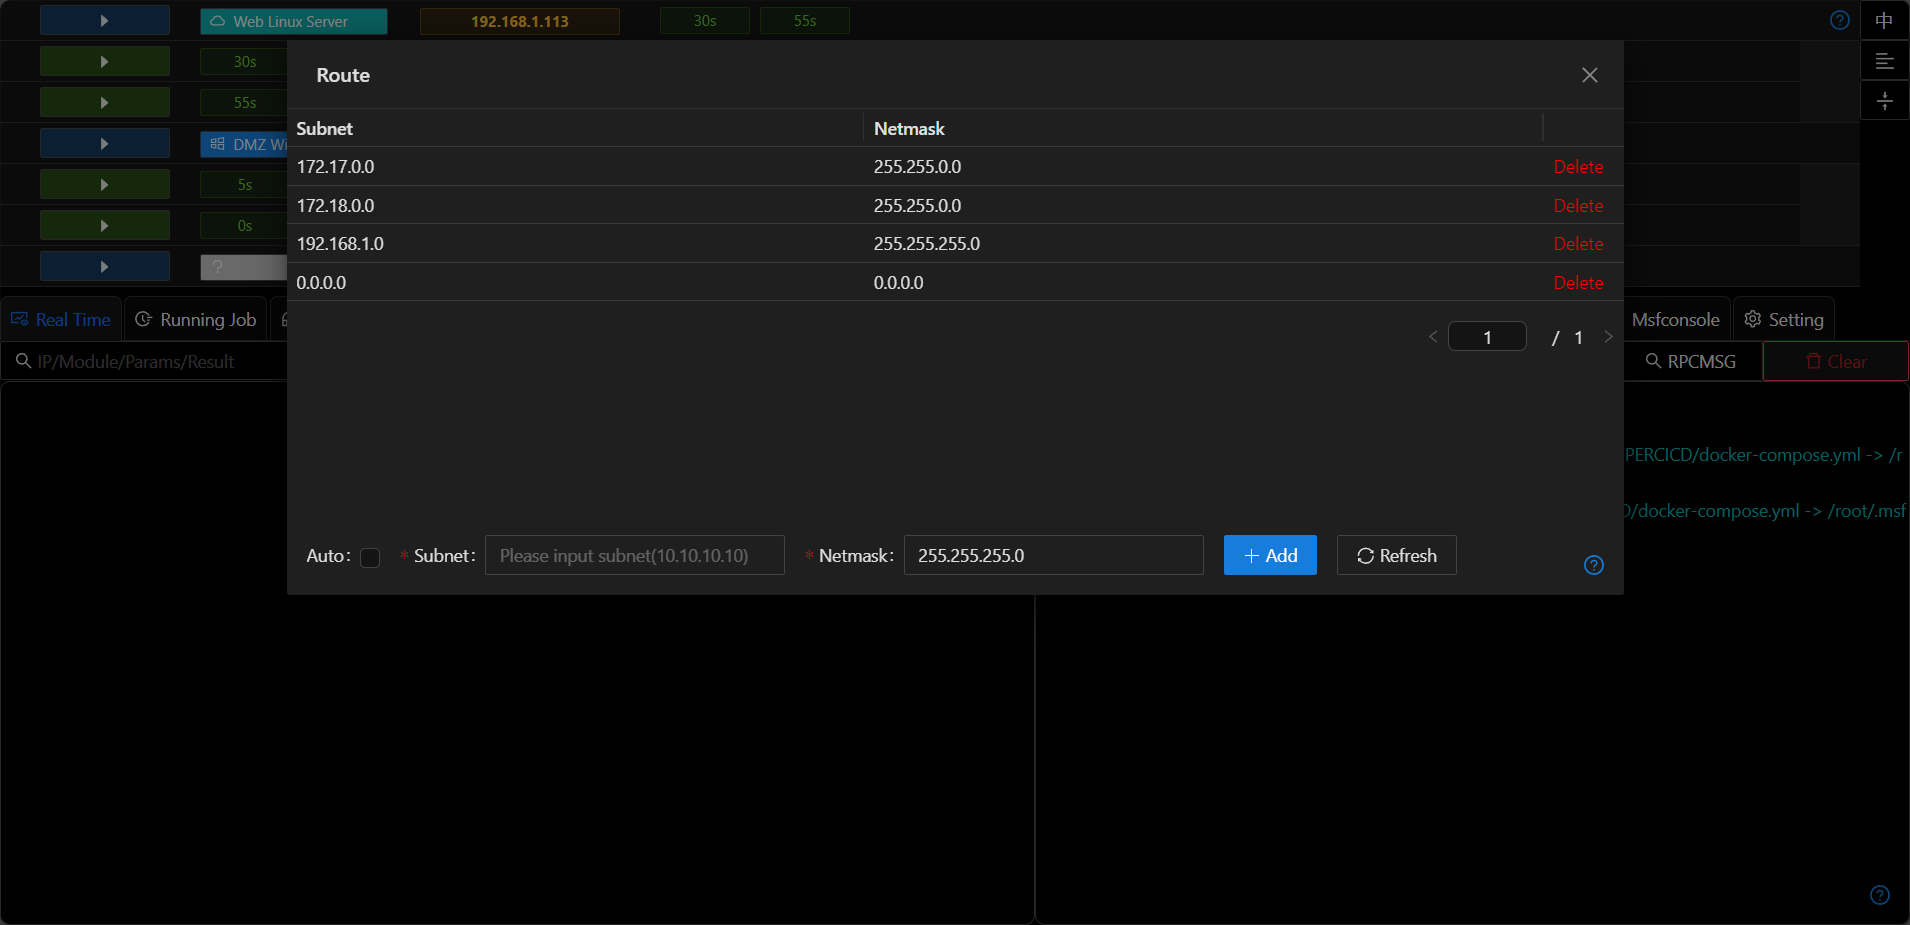 Web Linux Server 192.168.1.113 30s 55s 中
30s
55s
DMZ Wi
5s
0s
Route
Subnet Netmask
172.17.0.0 255.255.0.0 Delete
172.18.0.0 255.255.0.0 Delete
192.168.1.0 255.255.255.0 Delete
0.0.0.0 0.0.0.0 Delete
1 / 1
Auto: * Subnet: Please input subnet(10.10.10.10) * Netmask: 255.255.255.0 + Add Refresh
Real Time Running Job Msfconsole Setting
IP/Module/Params/Result RPCMSG Clear
PERCICD/docker-compose.yml -> /r
D/docker-compose.yml -> /root/.msf